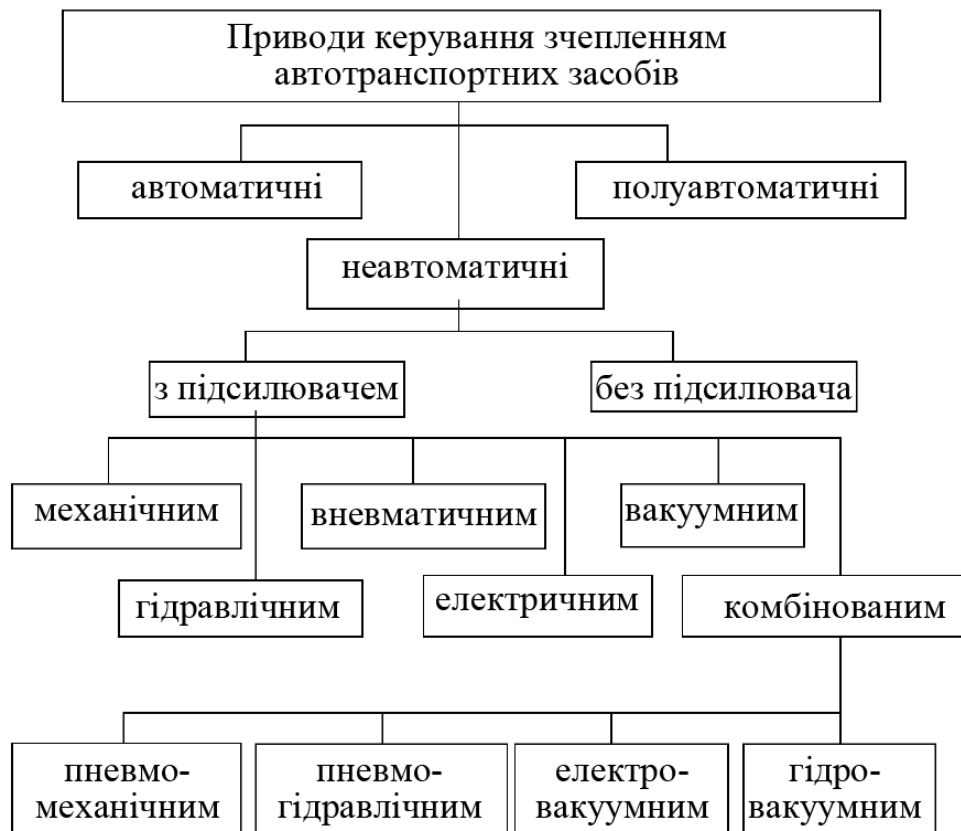 Приводи керування зчепленням
автотранспортних засобів
автоматичні
полуавтоматичні
неавтоматичні
з підсилювачем
без підсилювача
механічним
вневматичним
вакуумним
гідравлічним
електричним
комбінованим
пневмо-
механічним
пневмо-
гідравлічним
електро-
вакуумним
гідро-
вакуумним